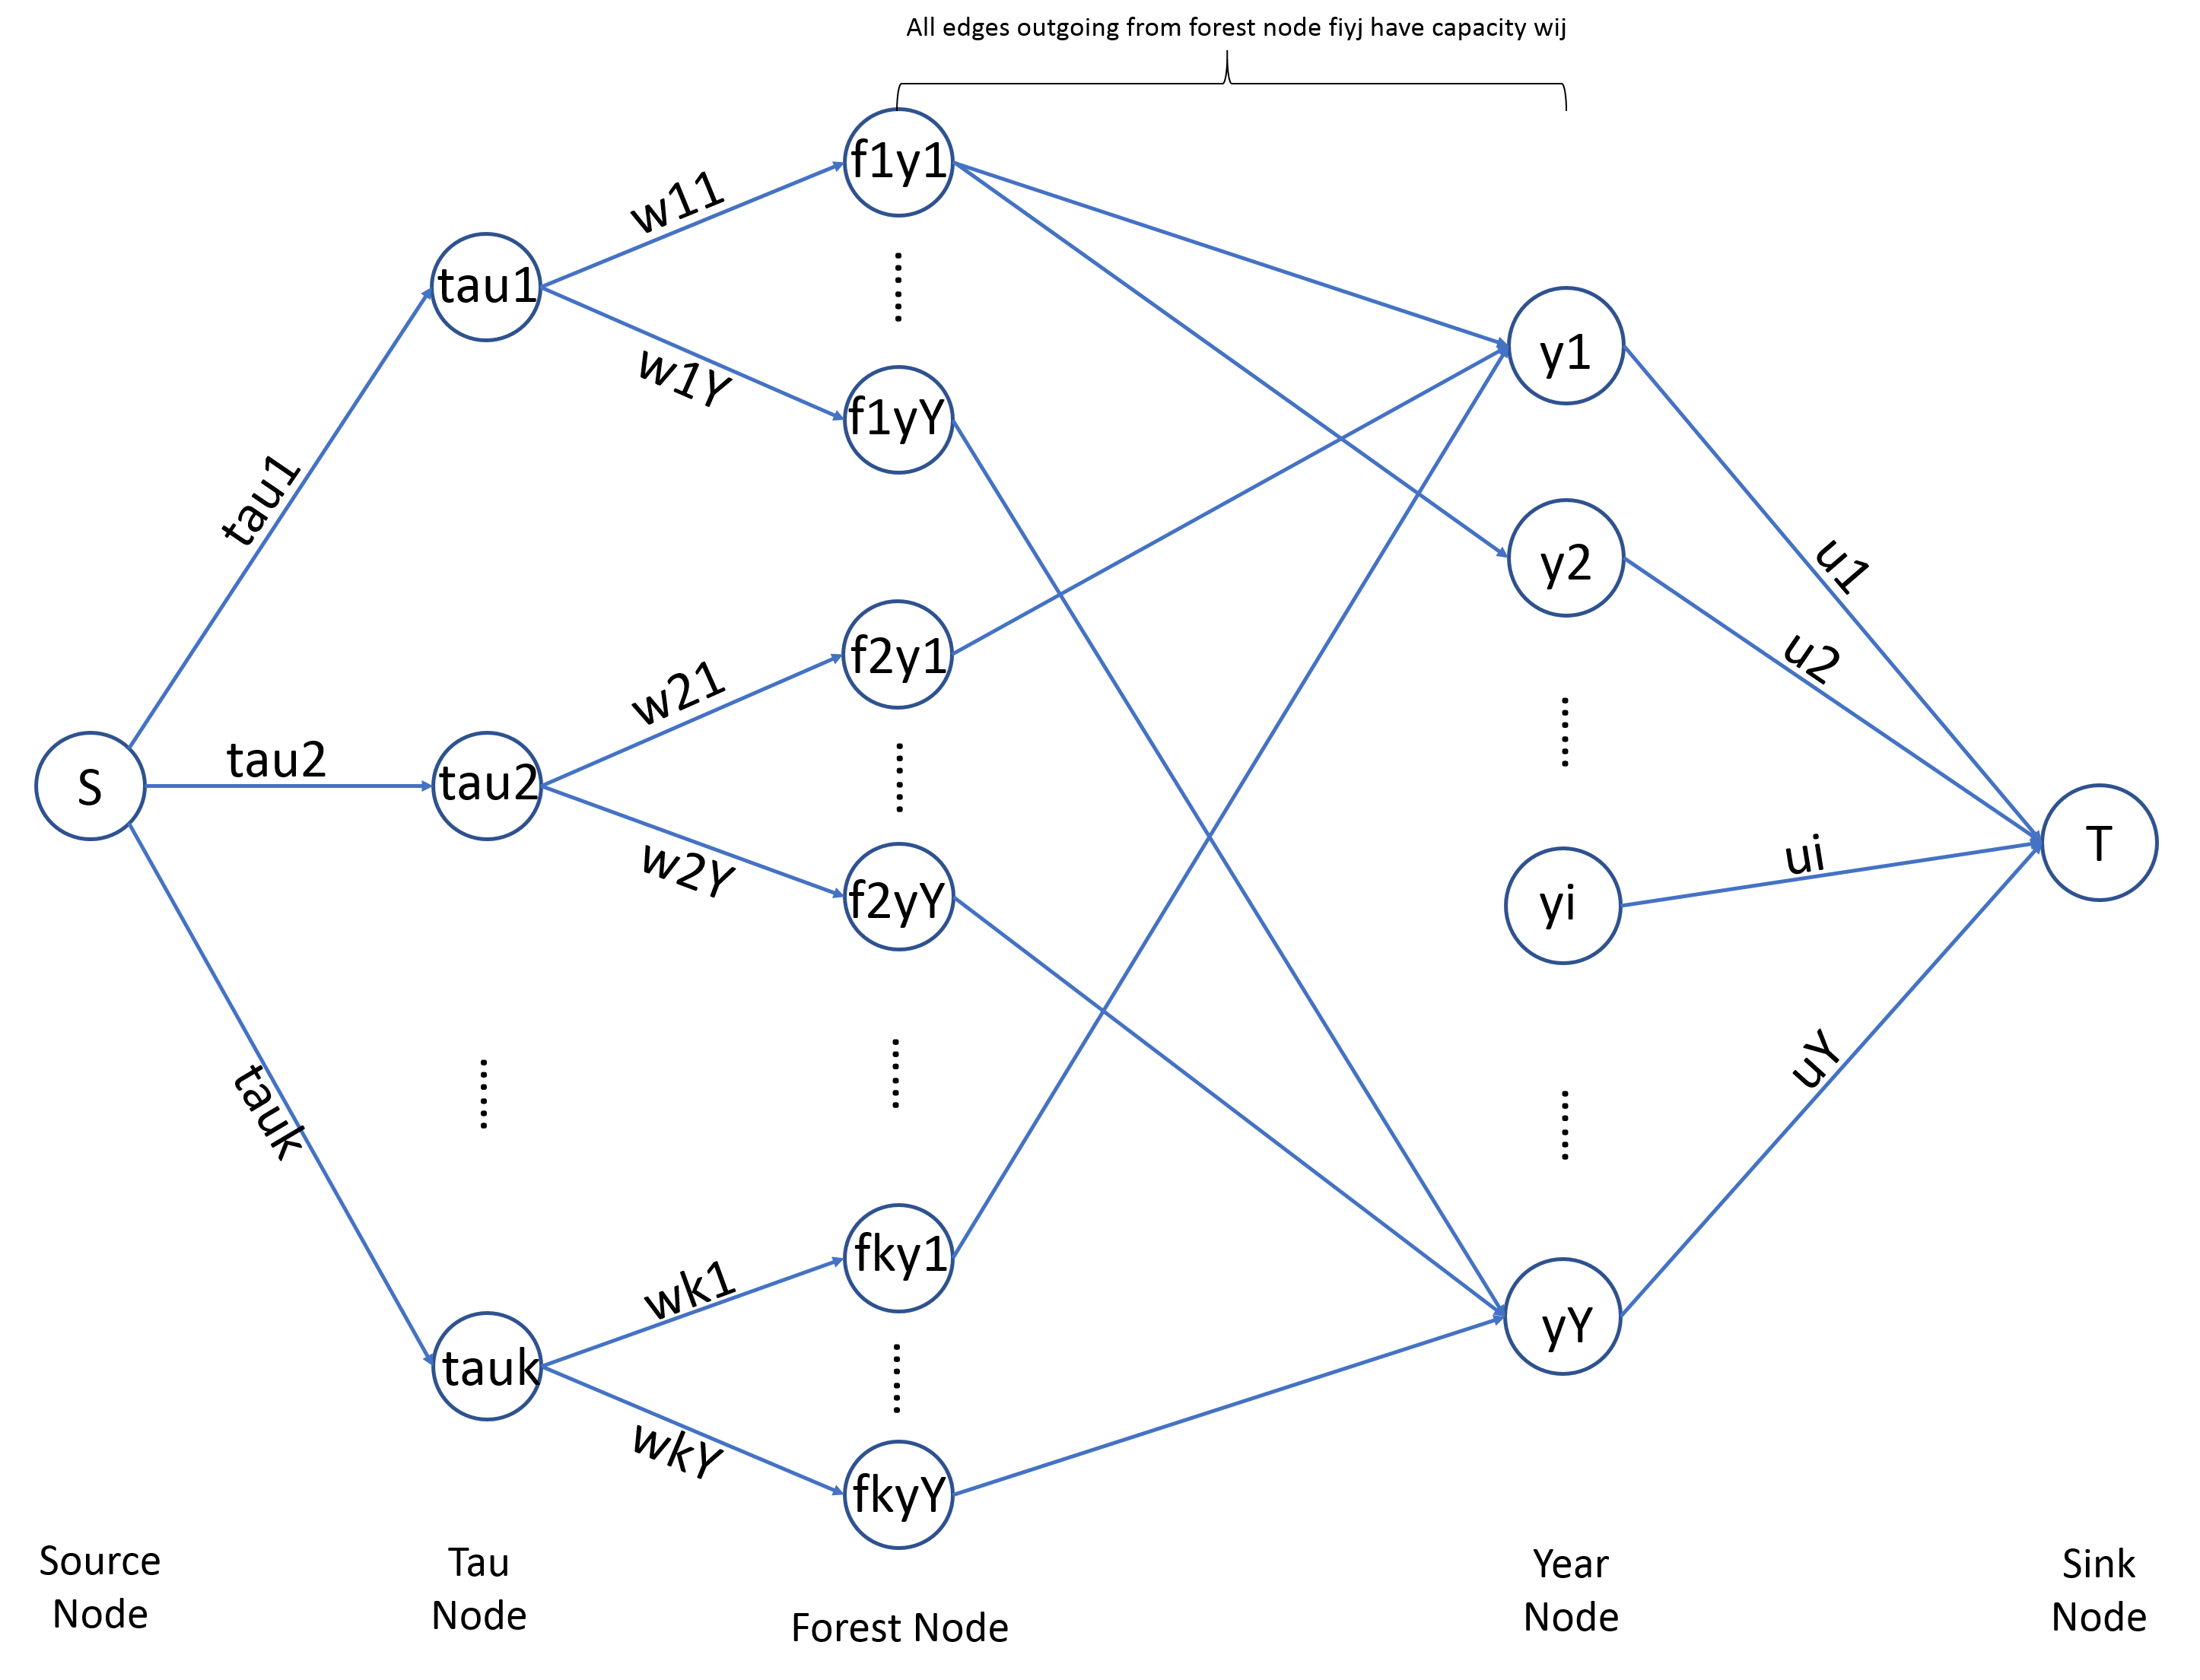 All edges outgoing from forest node fiyj have capacity wij
f1y1
w11
tau1
w1Y
f1yY
y1
tau1
u1
y2
u2
f2y1
w21
S
tau2
tau2
w2Y
f2yY
yi
ui
T
tauk
uY
fky1
wk1
tauk
wkY
fkyY
yY
Source
Node
Tau
Node
Forest Node
Year
Node
Sink
Node